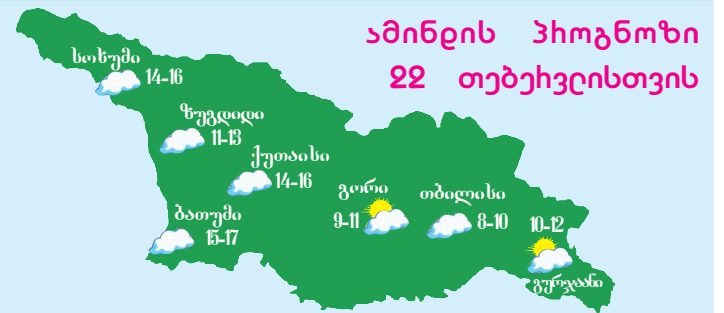 ამინდის პროგნოზი
22 თებერვლისთვის
სოხუმი
14-16
ზუგდიდი
11-13
ქუთაისი
14-16
გორი
9-11
თბილისი
8-10
ბათუმი
15-17
10-12
გურჯაანი